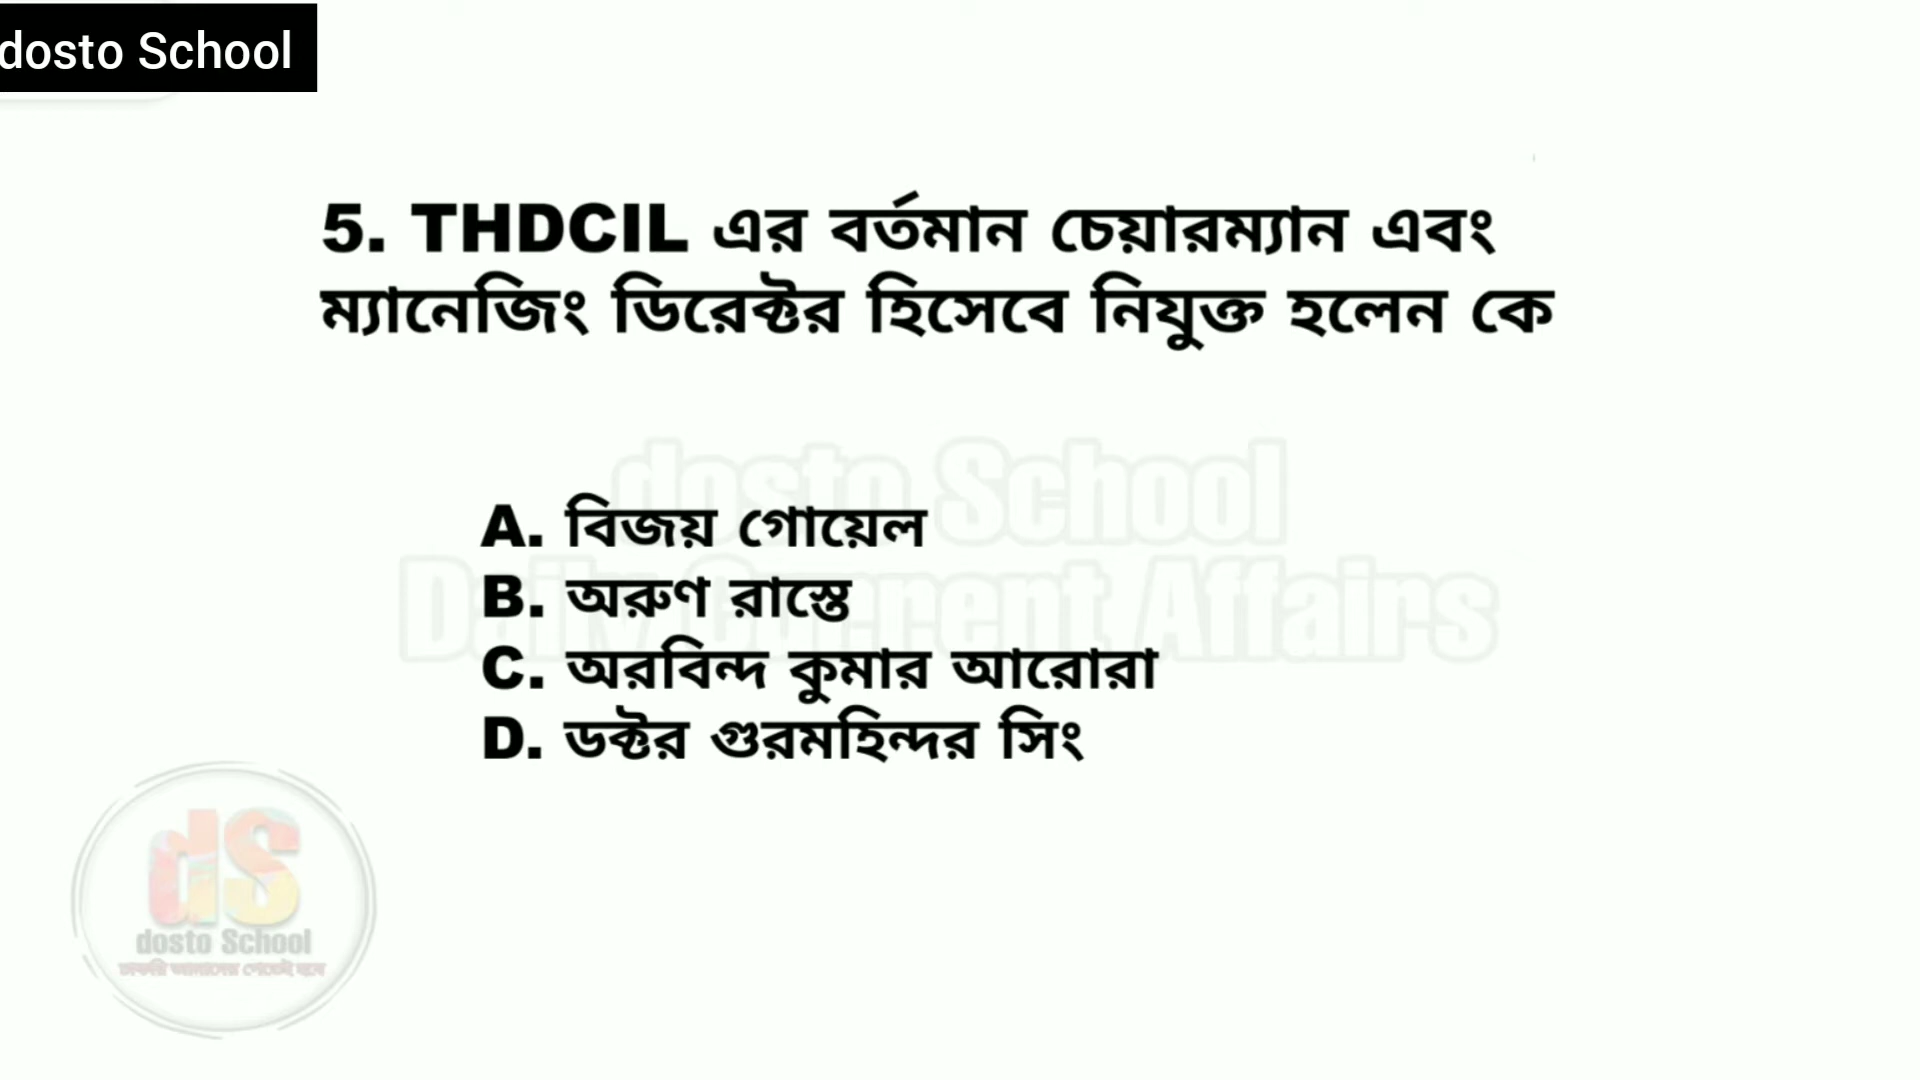 dosto School
5. THDCIL এর বর্তমান চেয়ারম্যান এবং
ম্যানেজিং ডিরেক্টর হিসেবে নিযুক্ত হলেন কে
dosto School
Daily Current Affairs
A. বিজয় গোয়েল
B. অরুণ রাস্তে
C. অরবিন্দ কুমার আরোরা
D. ডক্টর গুরমহিন্দর সিং
dS
dosto School